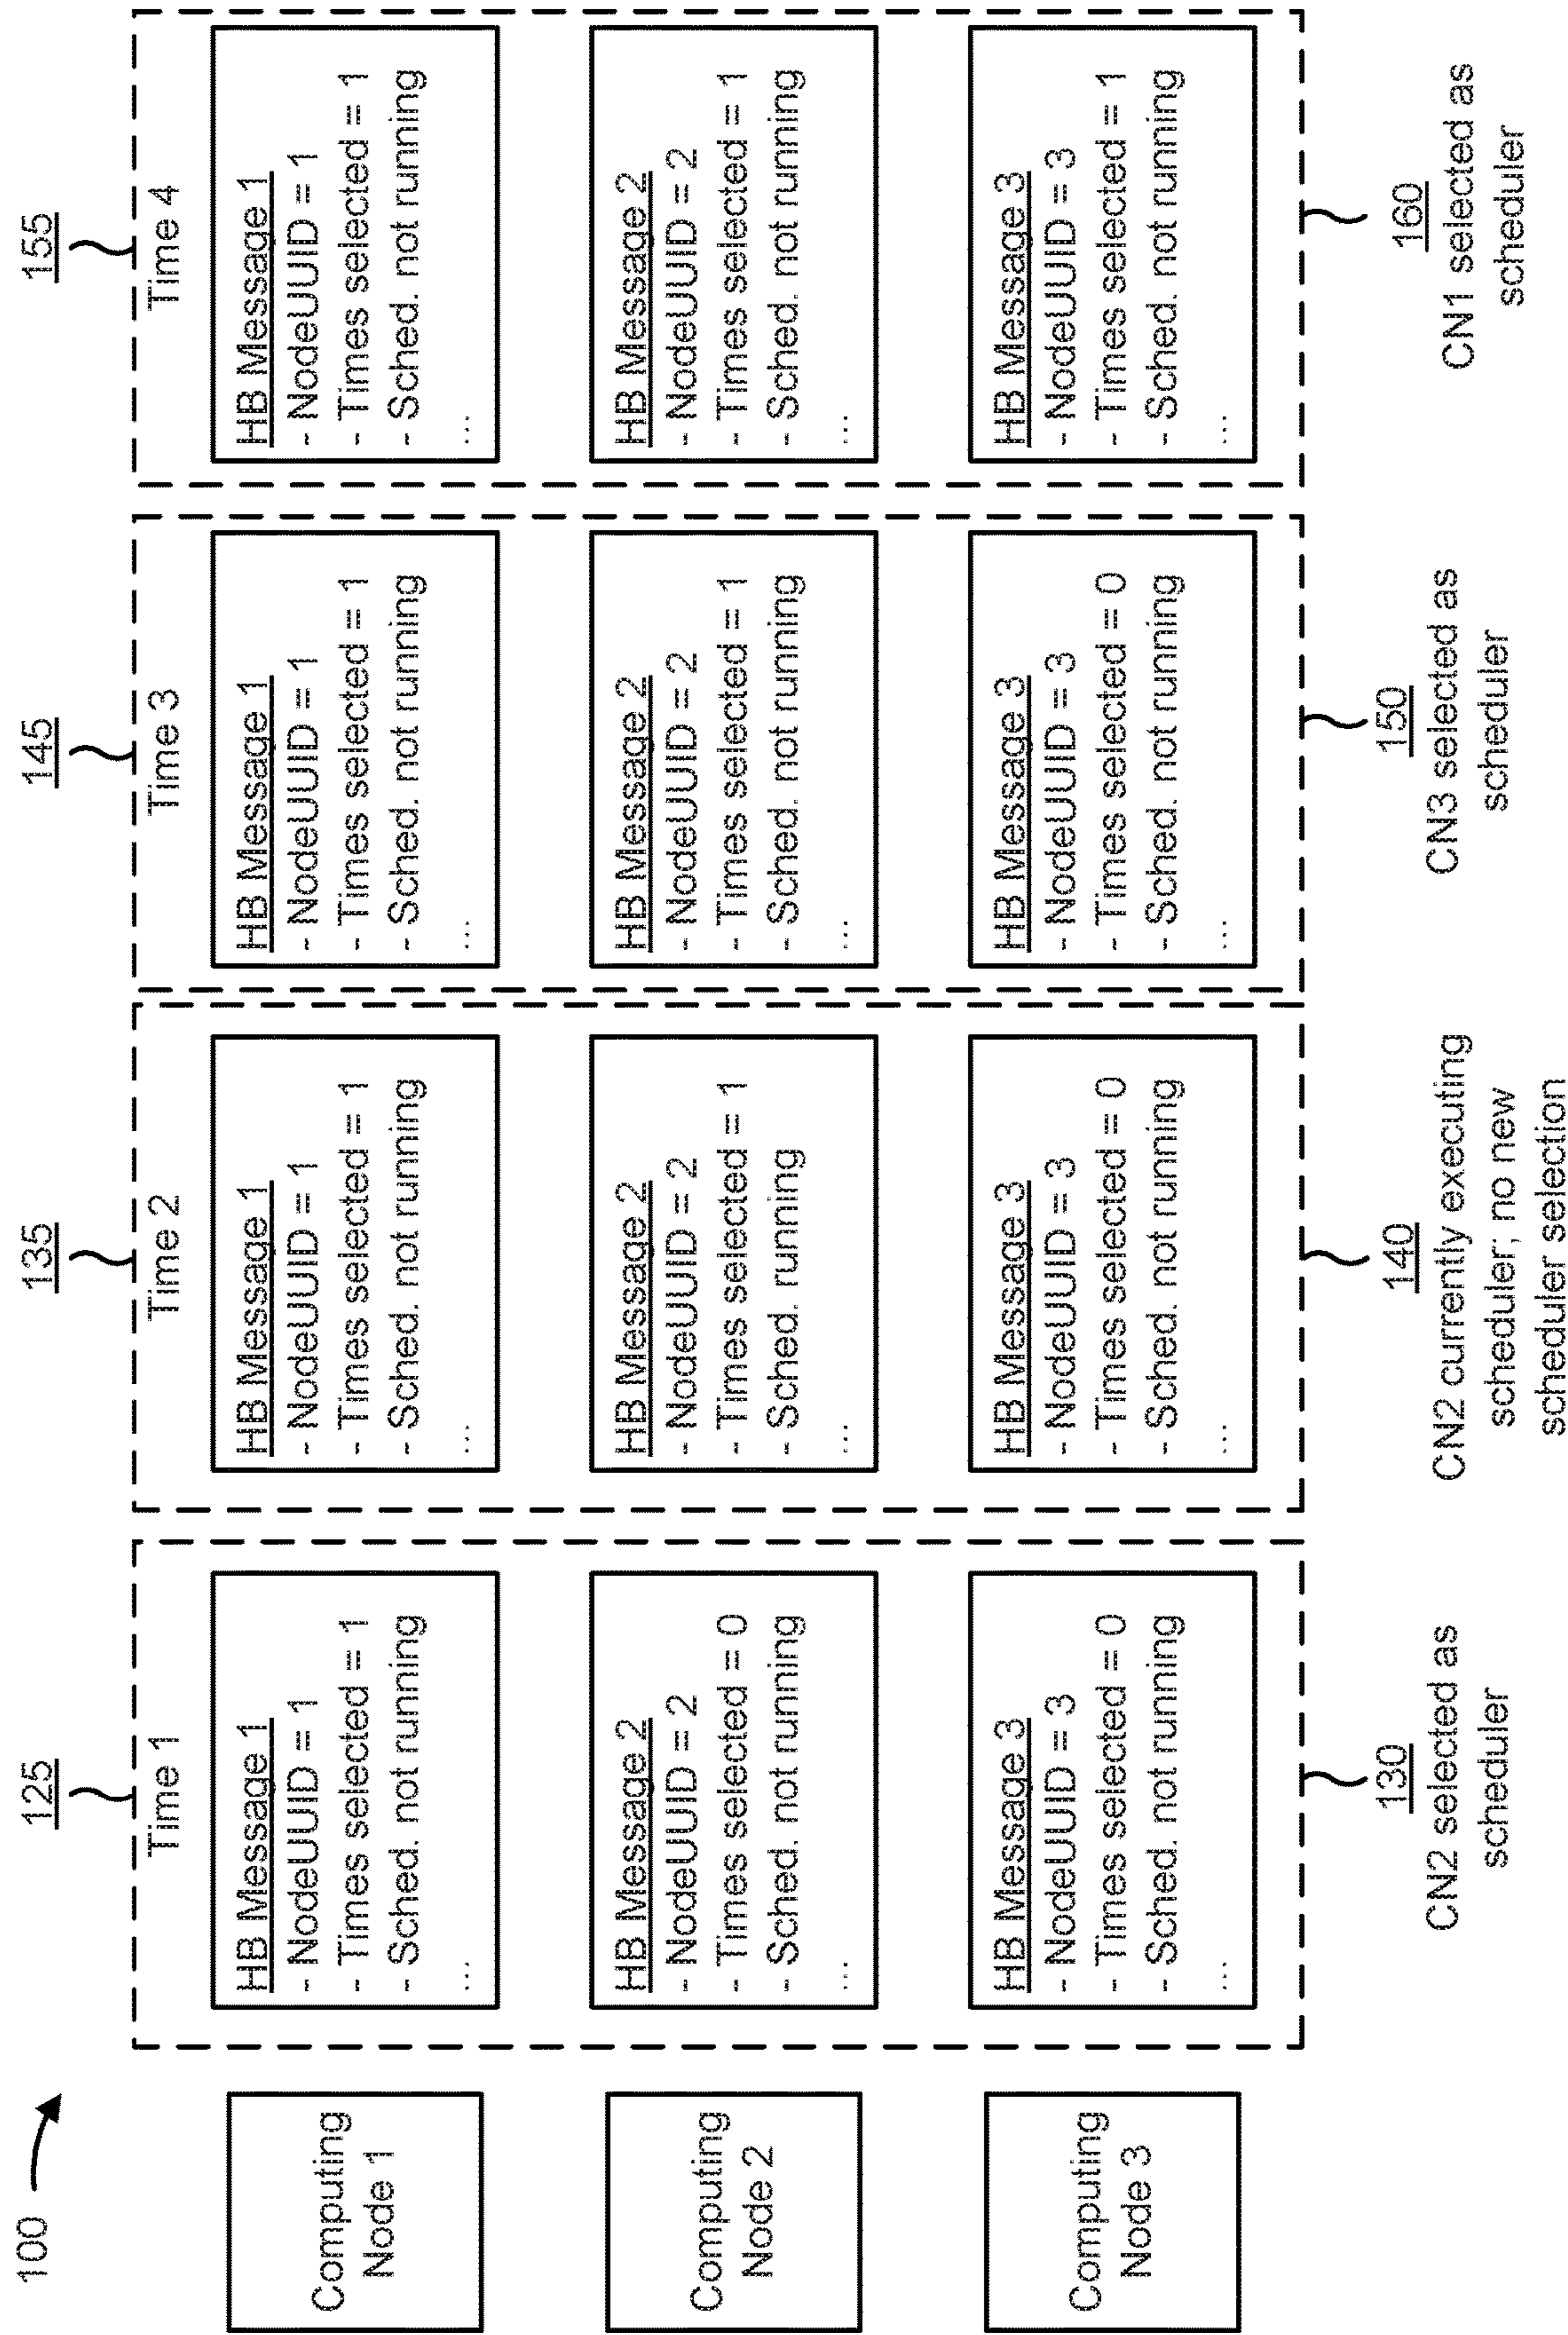 100
Computing
Node 1
Computing
Node 2
Computing
Node 3
125
Time 1
HB Message 1
- NodeUUID = 1
- Times selected = 1
- Sched. not running
...
HB Message 2
- NodeUUID = 2
- Times selected = 0
- Sched. not running
...
HB Message 3
- NodeUUID = 3
- Times selected = 0
- Sched. not running
...
130
CN2 selected as
scheduler
135
Time 2
HB Message 1
- NodeUUID = 1
- Times selected = 1
- Sched. not running
...
HB Message 2
- NodeUUID = 2
- Times selected = 1
- Sched. running
...
HB Message 3
- NodeUUID = 3
- Times selected = 0
- Sched. not running
...
140
CN2 currently executing
scheduler; no new
scheduler selection
145
Time 3
HB Message 1
- NodeUUID = 1
- Times selected = 1
- Sched. not running
...
HB Message 2
- NodeUUID = 2
- Times selected = 1
- Sched. not running
...
HB Message 3
- NodeUUID = 3
- Times selected = 0
- Sched. not running
...
150
CN3 selected as
scheduler
155
Time 4
HB Message 1
- NodeUUID = 1
- Times selected = 1
- Sched. not running
...
HB Message 2
- NodeUUID = 2
- Times selected = 1
- Sched. not running
...
HB Message 3
- NodeUUID = 3
- Times selected = 1
- Sched. not running
...
160
CN1 selected as
scheduler